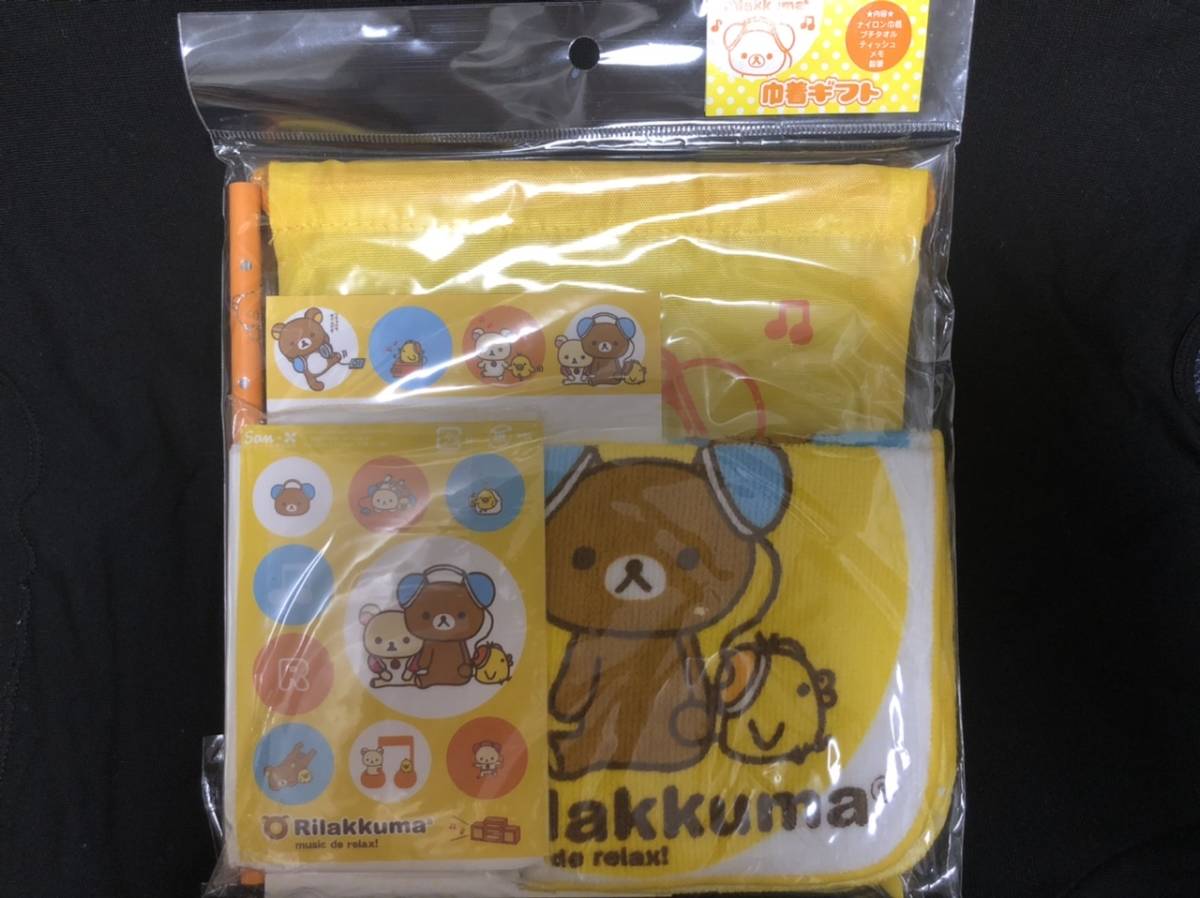 Rilakkuma®
★内容★
ナイロン巾着
プチタオル
ティッシュ
メモ
鉛筆
巾着ギフト
San-X
R
Rilakkuma®
music de relax!
lakkuma®
de relax!